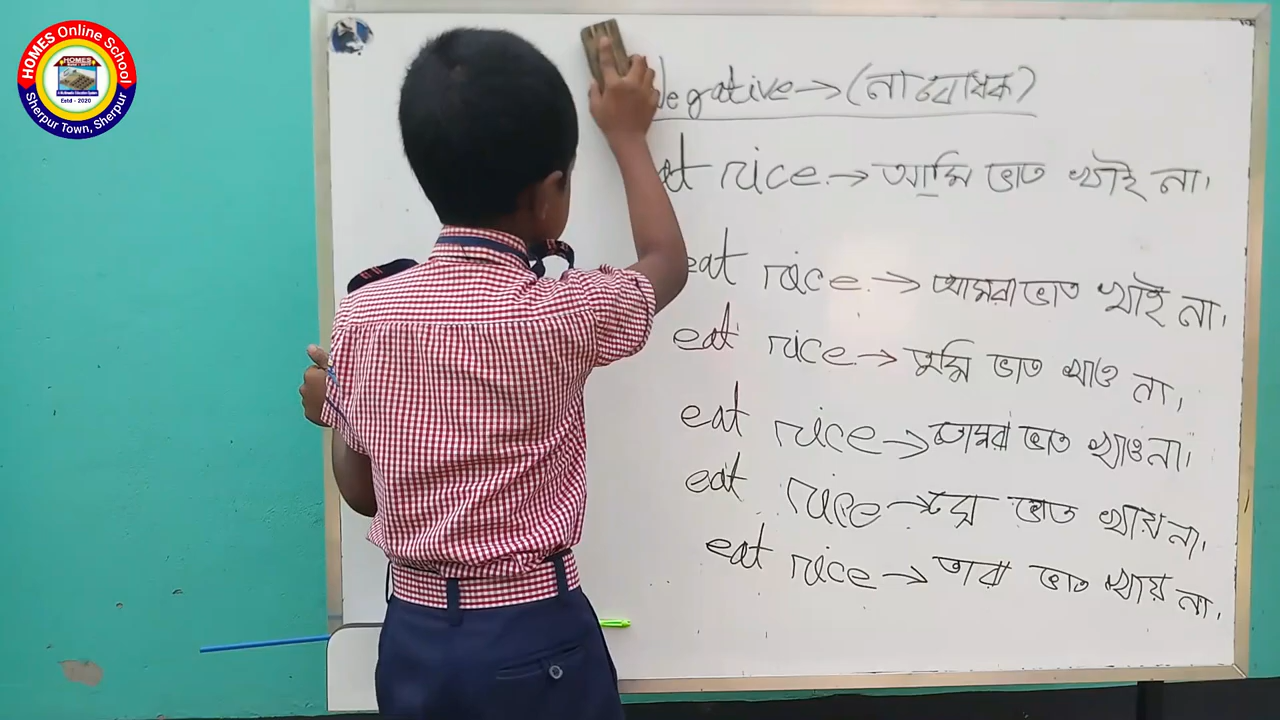 HOMES Online School
HOMES
Estd - 2020
Sherpur Town, Sherpur
egative → (না বোধক)
eat rice. → আমি ভাত খাই না।
eat rice. → আমরা ভাত খাই না।
eat rice → তুমি ভাত খাও না।
eat rice → তোমরা ভাত খাও না।
eat rice → সে ভাত খায় না।
eat rice → তারা ভাত খায় না।